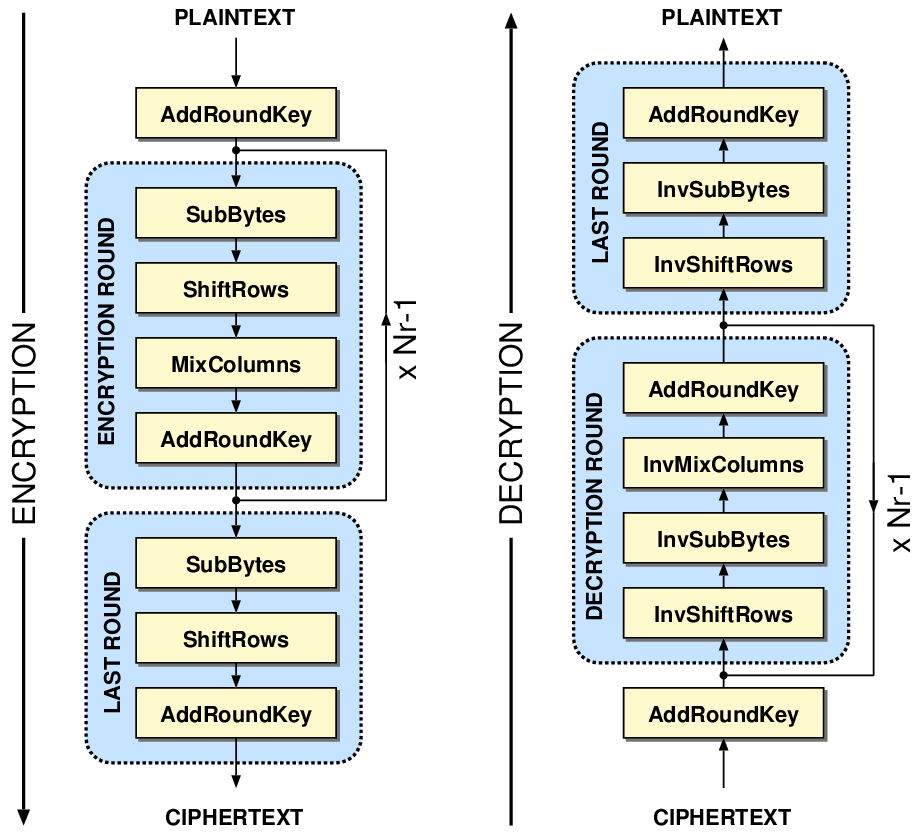 PLAINTEXT
AddRoundKey
ENCRYPTION ROUND
SubBytes
ShiftRows
MixColumns
AddRoundKey
x Nr-1
ENCRYPTION
LAST ROUND
SubBytes
ShiftRows
AddRoundKey
CIPHERTEXT
PLAINTEXT
LAST ROUND
AddRoundKey
InvSubBytes
InvShiftRows
DECRYPTION
DECRYPTION ROUND
AddRoundKey
InvMixColumns
InvSubBytes
InvShiftRows
x Nr-1
AddRoundKey
CIPHERTEXT